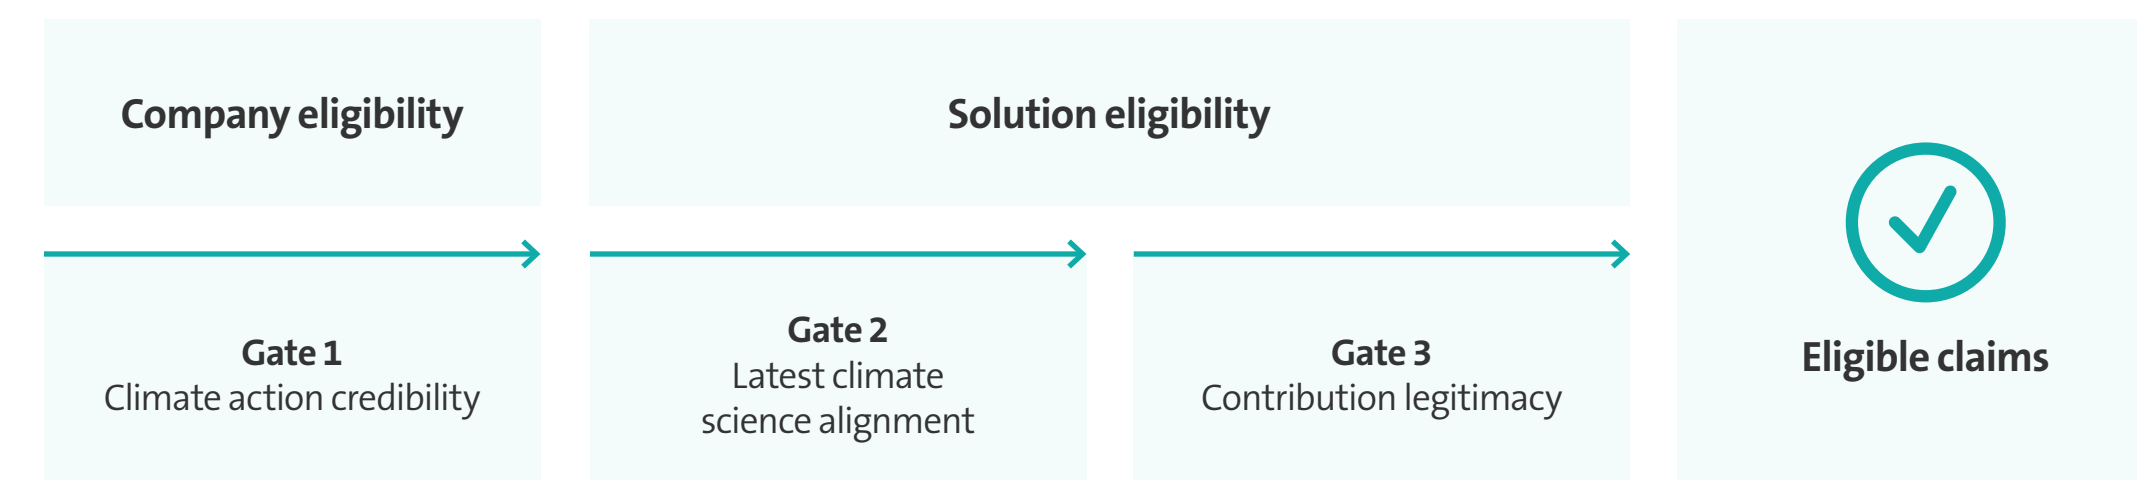 Company eligibility
Solution eligibility
Gate 1
Climate action credibility
Gate 2
Latest climate
science alignment
Gate 3
Contribution legitimacy
Eligible claims